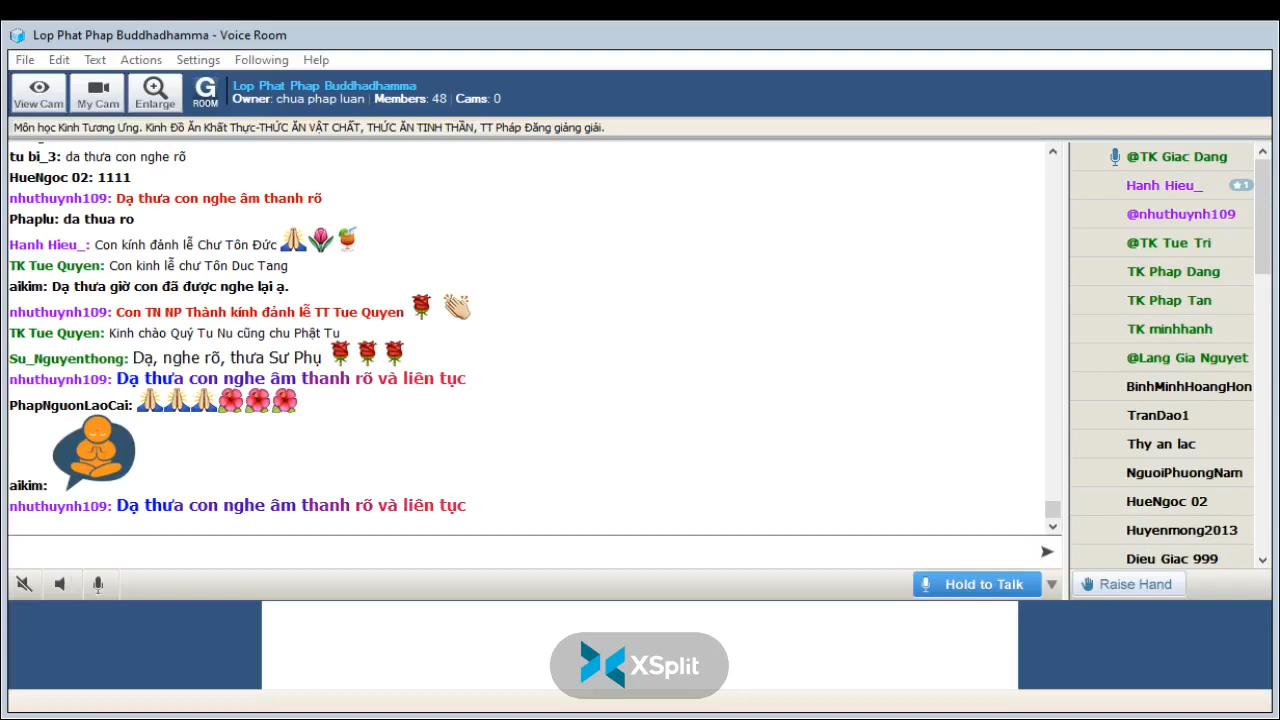 Lop Phat Phap Buddhadhamma - Voice Room
File Edit Text Actions Settings Following Help
View Cam My Cam Enlarge G ROOM
Lop Phat Phap Buddhadhamma
Owner: chua phap luan | Members: 48 | Cams: 0
Môn học Kinh Tương Ưng. Kinh Đồ Ăn Khất Thực-THỨC ĂN VẬT CHẤT, THỨC ĂN TINH THẦN, TT Pháp Đăng giảng giải.
tu bi_3: da thưa con nghe rõ
HueNgoc 02: 1111
nhuthuynh109: Dạ thưa con nghe âm thanh rõ
Phaplu: da thua ro
Hanh Hieu_: Con kính đảnh lễ Chư Tôn Đức
TK Tue Quyen: Con kinh lễ chư Tôn Duc Tang
aikim: Dạ thưa giờ con đã được nghe lại ạ.
nhuthuynh109: Con TN NP Thành kính đảnh lễ TT Tue Quyen
TK Tue Quyen: Kinh chào Quý Tu Nu cũng chu Phật Tu
Su_Nguyenthong: Dạ, nghe rõ, thưa Sư Phụ
nhuthuynh109: Dạ thưa con nghe âm thanh rõ và liên tục
PhapNguonLaoCai:
aikim:
nhuthuynh109: Dạ thưa con nghe âm thanh rõ và liên tục
Hold to Talk
@TK Giac Dang
Hanh Hieu_ ★1
@nhuthuynh109
@TK Tue Tri
TK Phap Dang
TK Phap Tan
TK minhhanh
@Lang Gia Nguyet
BinhMinhHoangHon
TranDao1
Thy an lac
NguoiPhuongNam
HueNgoc 02
Huyenmong2013
Dieu Giac 999
Raise Hand
XSplit